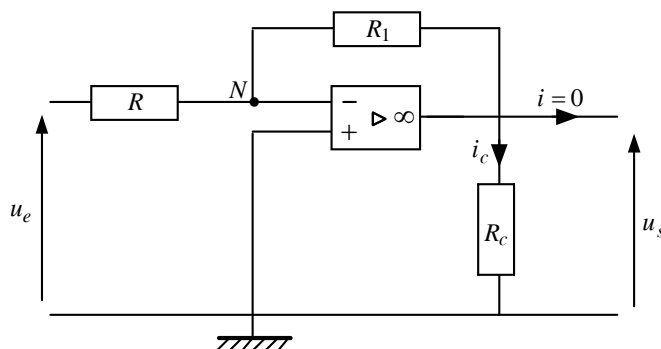 R₁
R
N
−
+
▷ ∞
i = 0
i_c
u_e
R_c
u_s